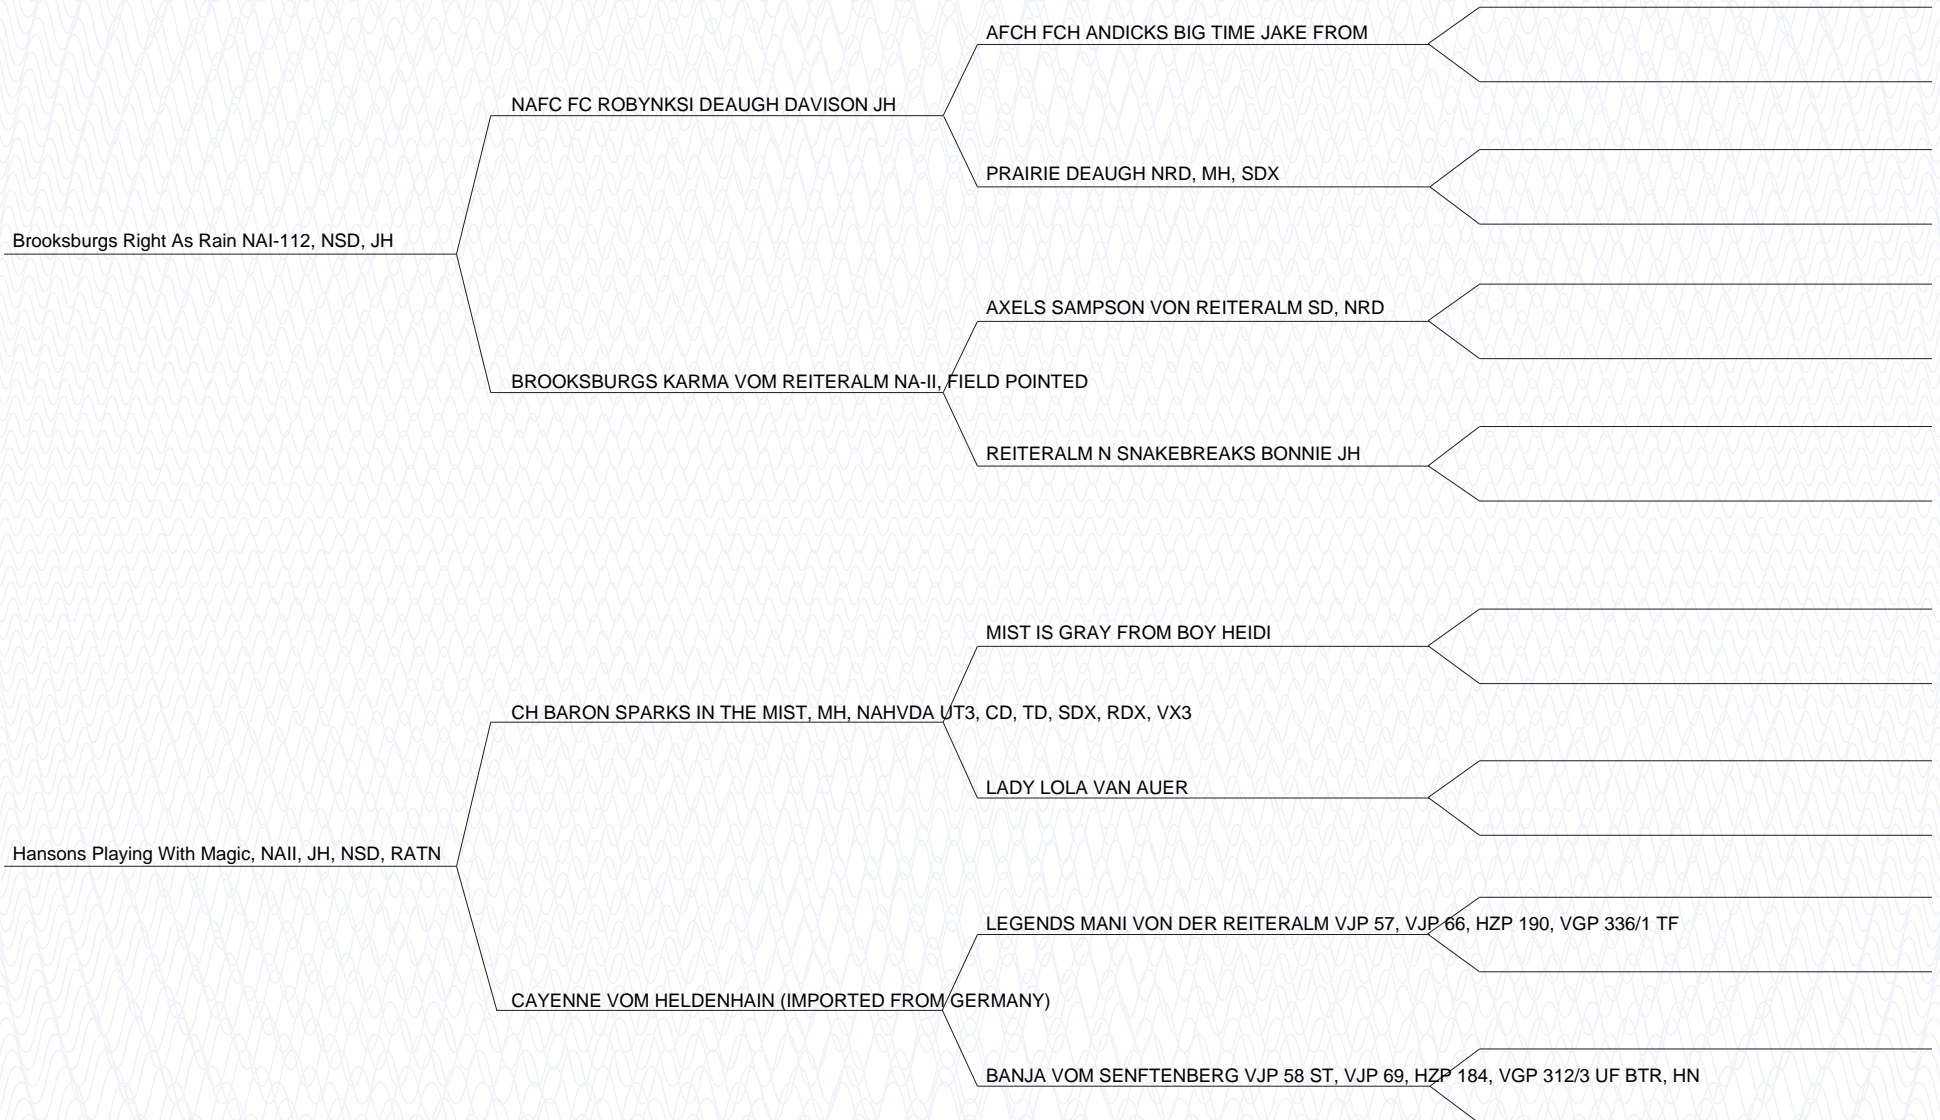 AFCH FCH ANDICKS BIG TIME JAKE FROM
NAFC FC ROBYNKSI DEAUGH DAVISON JH
PRAIRIE DEAUGH NRD, MH, SDX
Brooksburgs Right As Rain NAI-112, NSD, JH
AXELS SAMPSON VON REITERALM SD, NRD
BROOKSBURGS KARMA VOM REITERALM NA-II, FIELD POINTED
REITERALM N SNAKEBREAKS BONNIE JH
MIST IS GRAY FROM BOY HEIDI
CH BARON SPARKS IN THE MIST, MH, NAHVDA UT3, CD, TD, SDX, RDX, VX3
LADY LOLA VAN AUER
Hansons Playing With Magic, NAII, JH, NSD, RATN
LEGENDS MANI VON DER REITERALM VJP 57, VJP 66, HZP 190, VGP 336/1 TF
CAYENNE VOM HELDENHAIN (IMPORTED FROM GERMANY)
BANJA VOM SENFTENBERG VJP 58 ST, VJP 69, HZP 184, VGP 312/3 UF BTR, HN